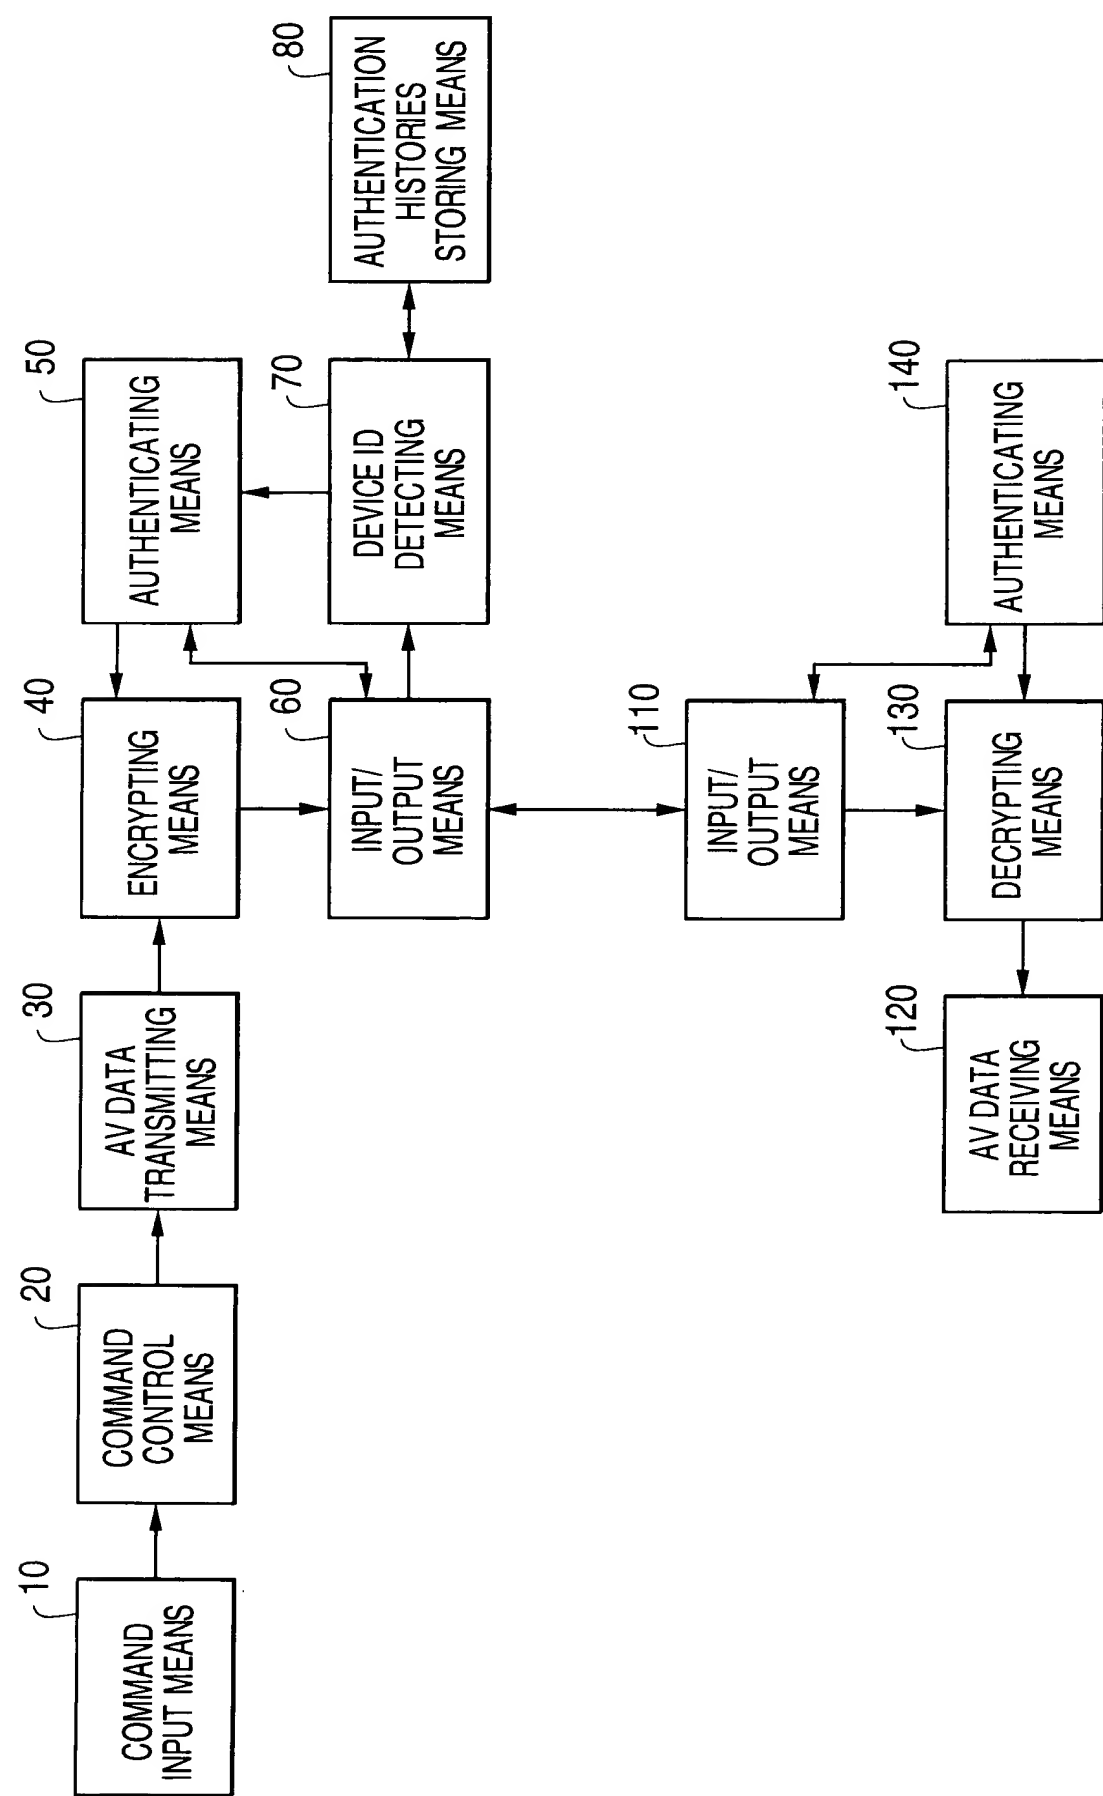 10
COMMAND
INPUT MEANS
20
COMMAND
CONTROL
MEANS
30
AV DATA
TRANSMITTING
MEANS
40
ENCRYPTING
MEANS
50
AUTHENTICATING
MEANS
60
INPUT/
OUTPUT
MEANS
70
DEVICE ID
DETECTING
MEANS
80
AUTHENTICATION
HISTORIES
STORING MEANS
110
INPUT/
OUTPUT
MEANS
120
AV DATA
RECEIVING
MEANS
130
DECRYPTING
MEANS
140
AUTHENTICATING
MEANS